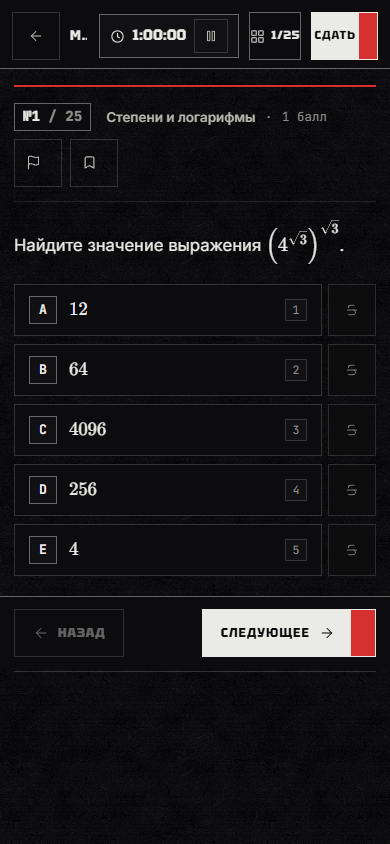 М..
1:00:00
1/25
СДАТЬ
№1 / 25
Степени и логарифмы · 1 балл
Найдите значение выражения (4^√3)^√3.
A 12 1
B 64 2
C 4096 3
D 256 4
E 4 5
НАЗАД
СЛЕДУЮЩЕЕ